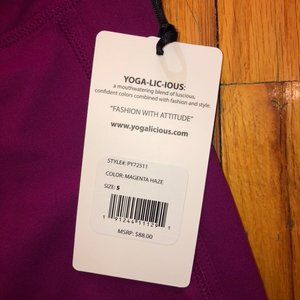 YOGA-LIC-IOUS:
a mouthwatering blend of luscious,
confident colors combined with fashion and style.
"FASHION WITH ATTITUDE"
www.yogalicious.com
STYLE#: PY72511
COLOR: MAGENTA HAZE
SIZE: S
MSRP: $88.00